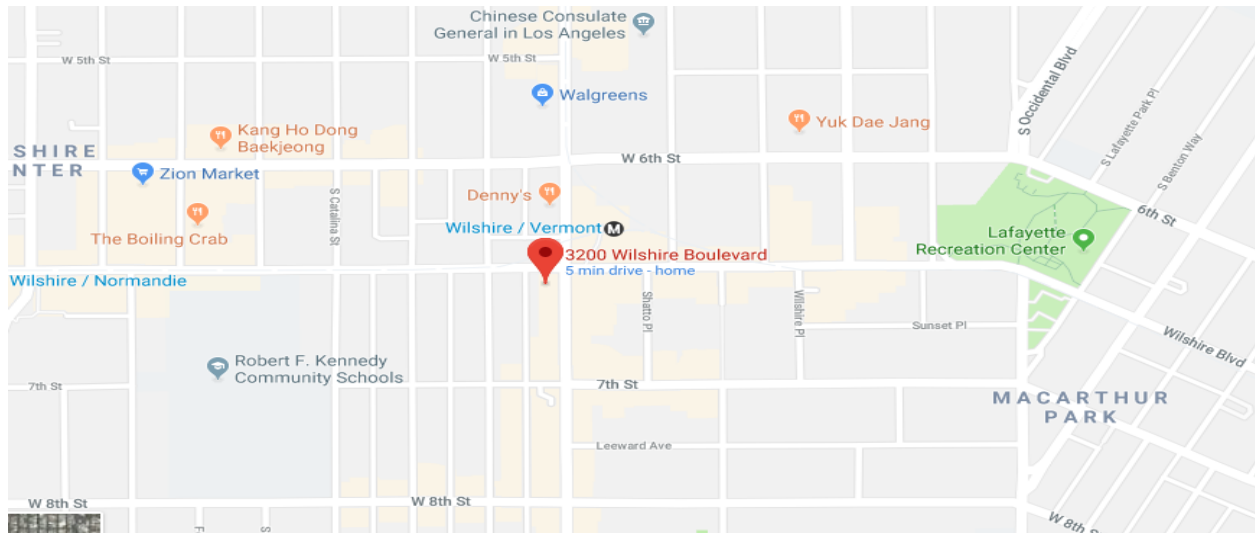 Chinese Consulate
General in Los Angeles
W 5th St
W 5th St
S Occidental Blvd
Walgreens
S Lafayette Park Pl
Yuk Dae Jang
Kang Ho Dong
Baekjeong
S Benton Way
SHIRE
NTER
W 6th St
Zion Market
Denny's
S Catalina St
6th St
Wilshire / Vermont
M
The Boiling Crab
Lafayette
Recreation Center
3200 Wilshire Boulevard
5 min drive - home
Wilshire / Normandie
Shatto Pl
Wilshire Pl
Sunset Pl
Wilshire Blvd
Robert F. Kennedy
Community Schools
7th St
7th St
MACARTHUR
PARK
Leeward Ave
W 8th St
W 8th St
W 8th St